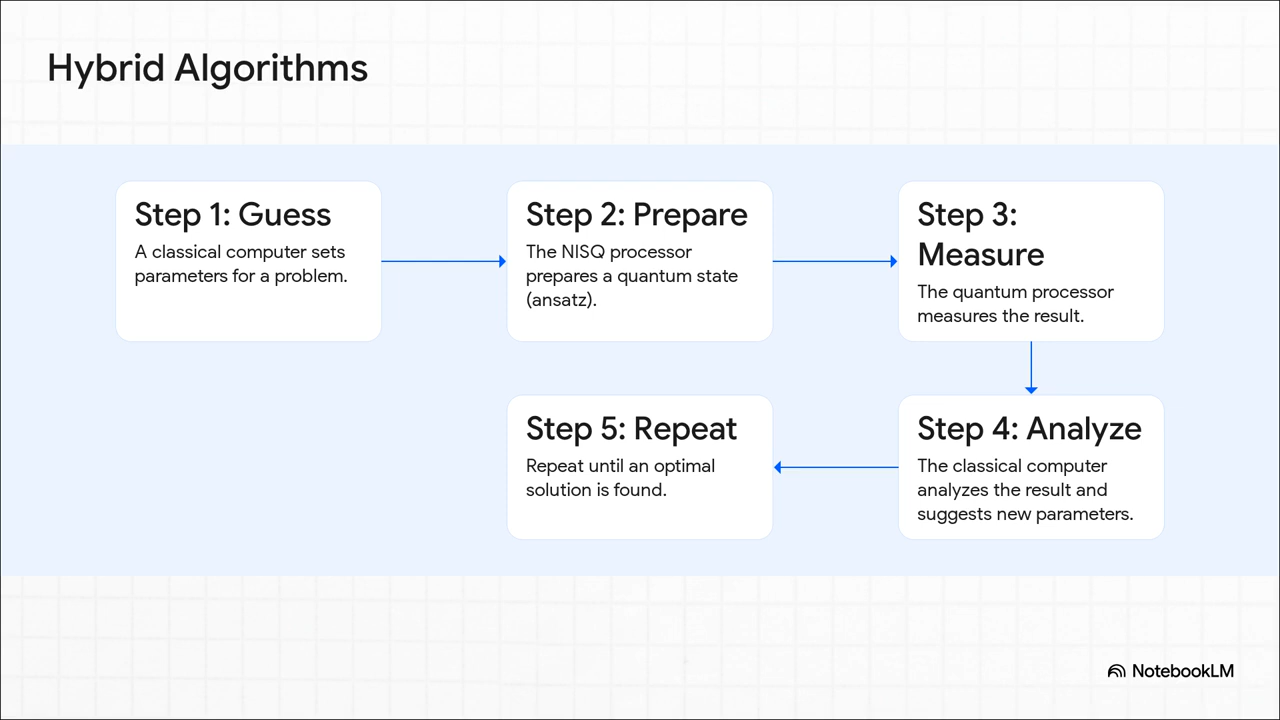 Hybrid Algorithms
Step 1: Guess
A classical computer sets
parameters for a problem.
Step 2: Prepare
The NISQ processor
prepares a quantum state
(ansatz).
Step 3:
Measure
The quantum processor
measures the result.
Step 4: Analyze
The classical computer
analyzes the result and
suggests new parameters.
Step 5: Repeat
Repeat until an optimal
solution is found.
NotebookLM